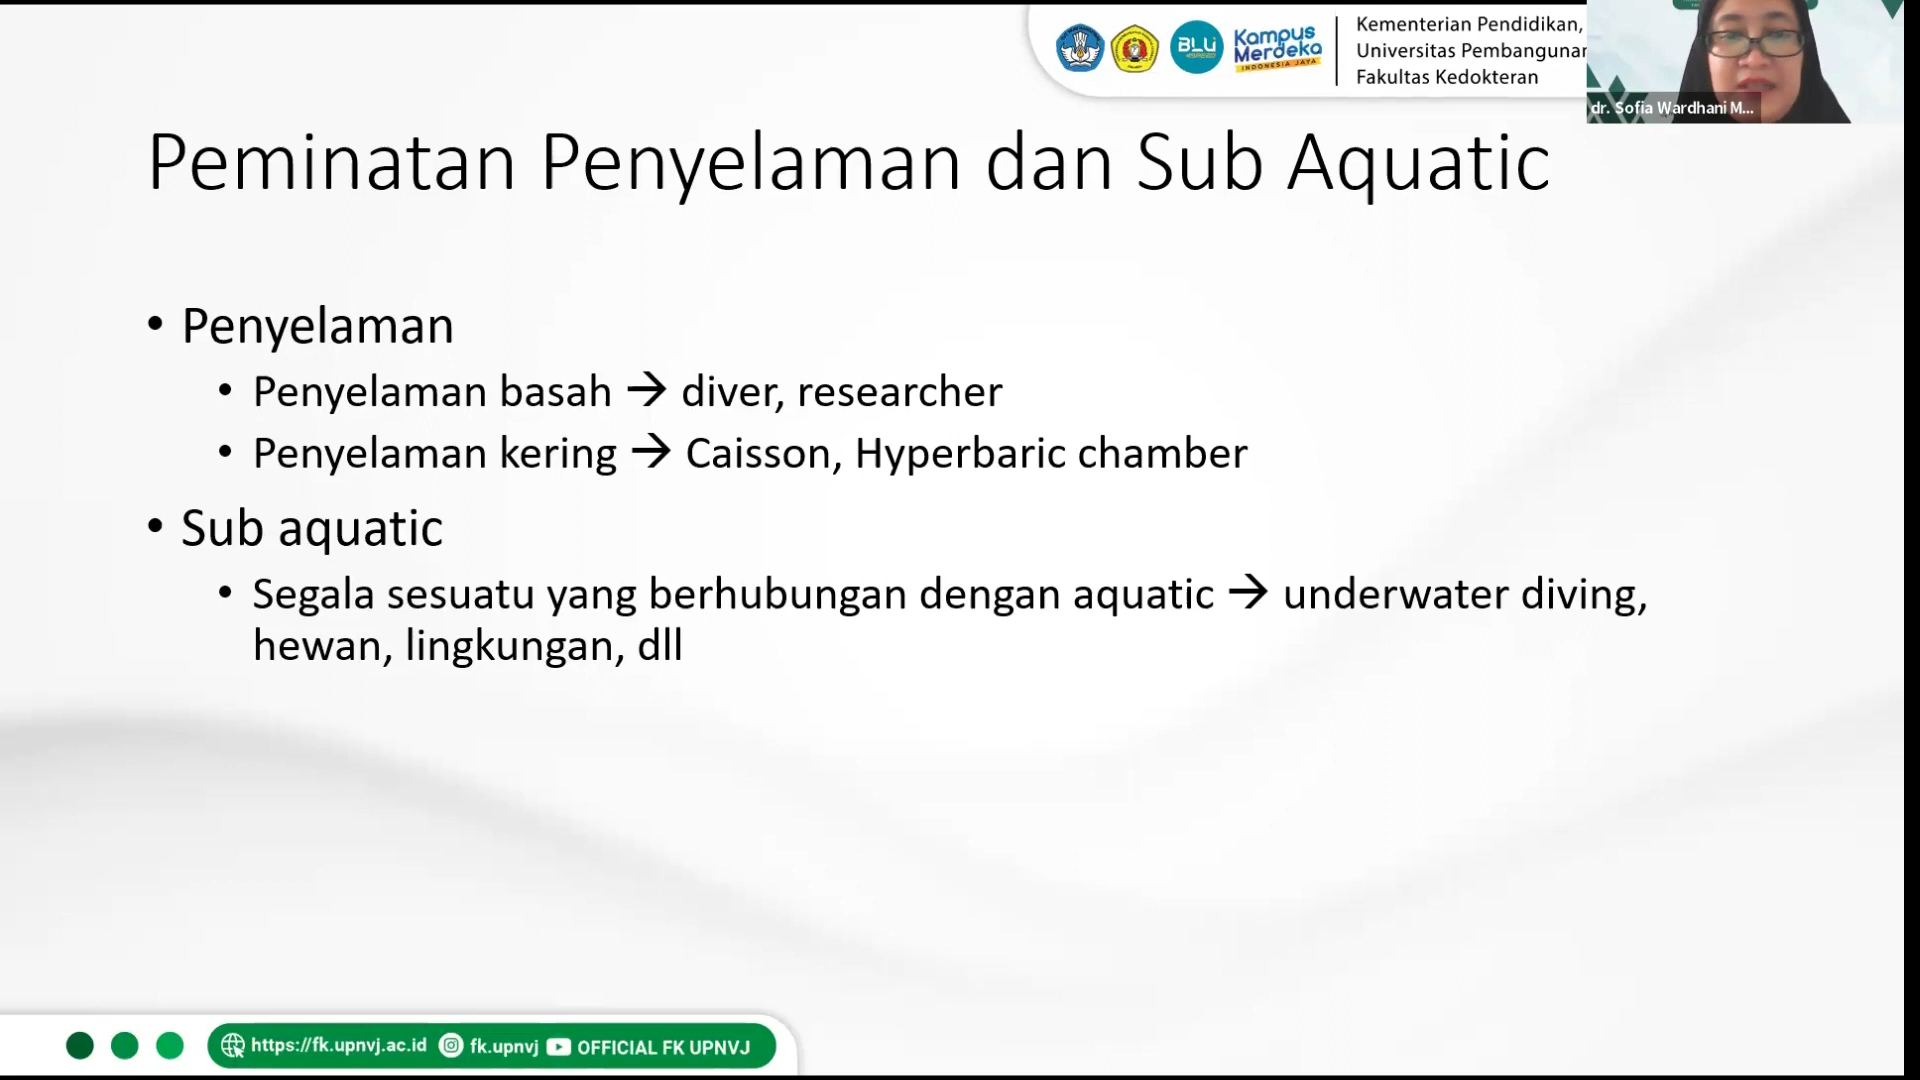 BLU
Kampus
Merdeka
INDONESIA JAYA
Kementerian Pendidikan,
Universitas Pembangunan
Fakultas Kedokteran
dr. Sofia Wardhani M...
Peminatan Penyelaman dan Sub Aquatic
• Penyelaman
• Penyelaman basah → diver, researcher
• Penyelaman kering → Caisson, Hyperbaric chamber
• Sub aquatic
• Segala sesuatu yang berhubungan dengan aquatic → underwater diving,
hewan, lingkungan, dll
https://fk.upnvj.ac.id fk.upnvj OFFICIAL FK UPNVJ